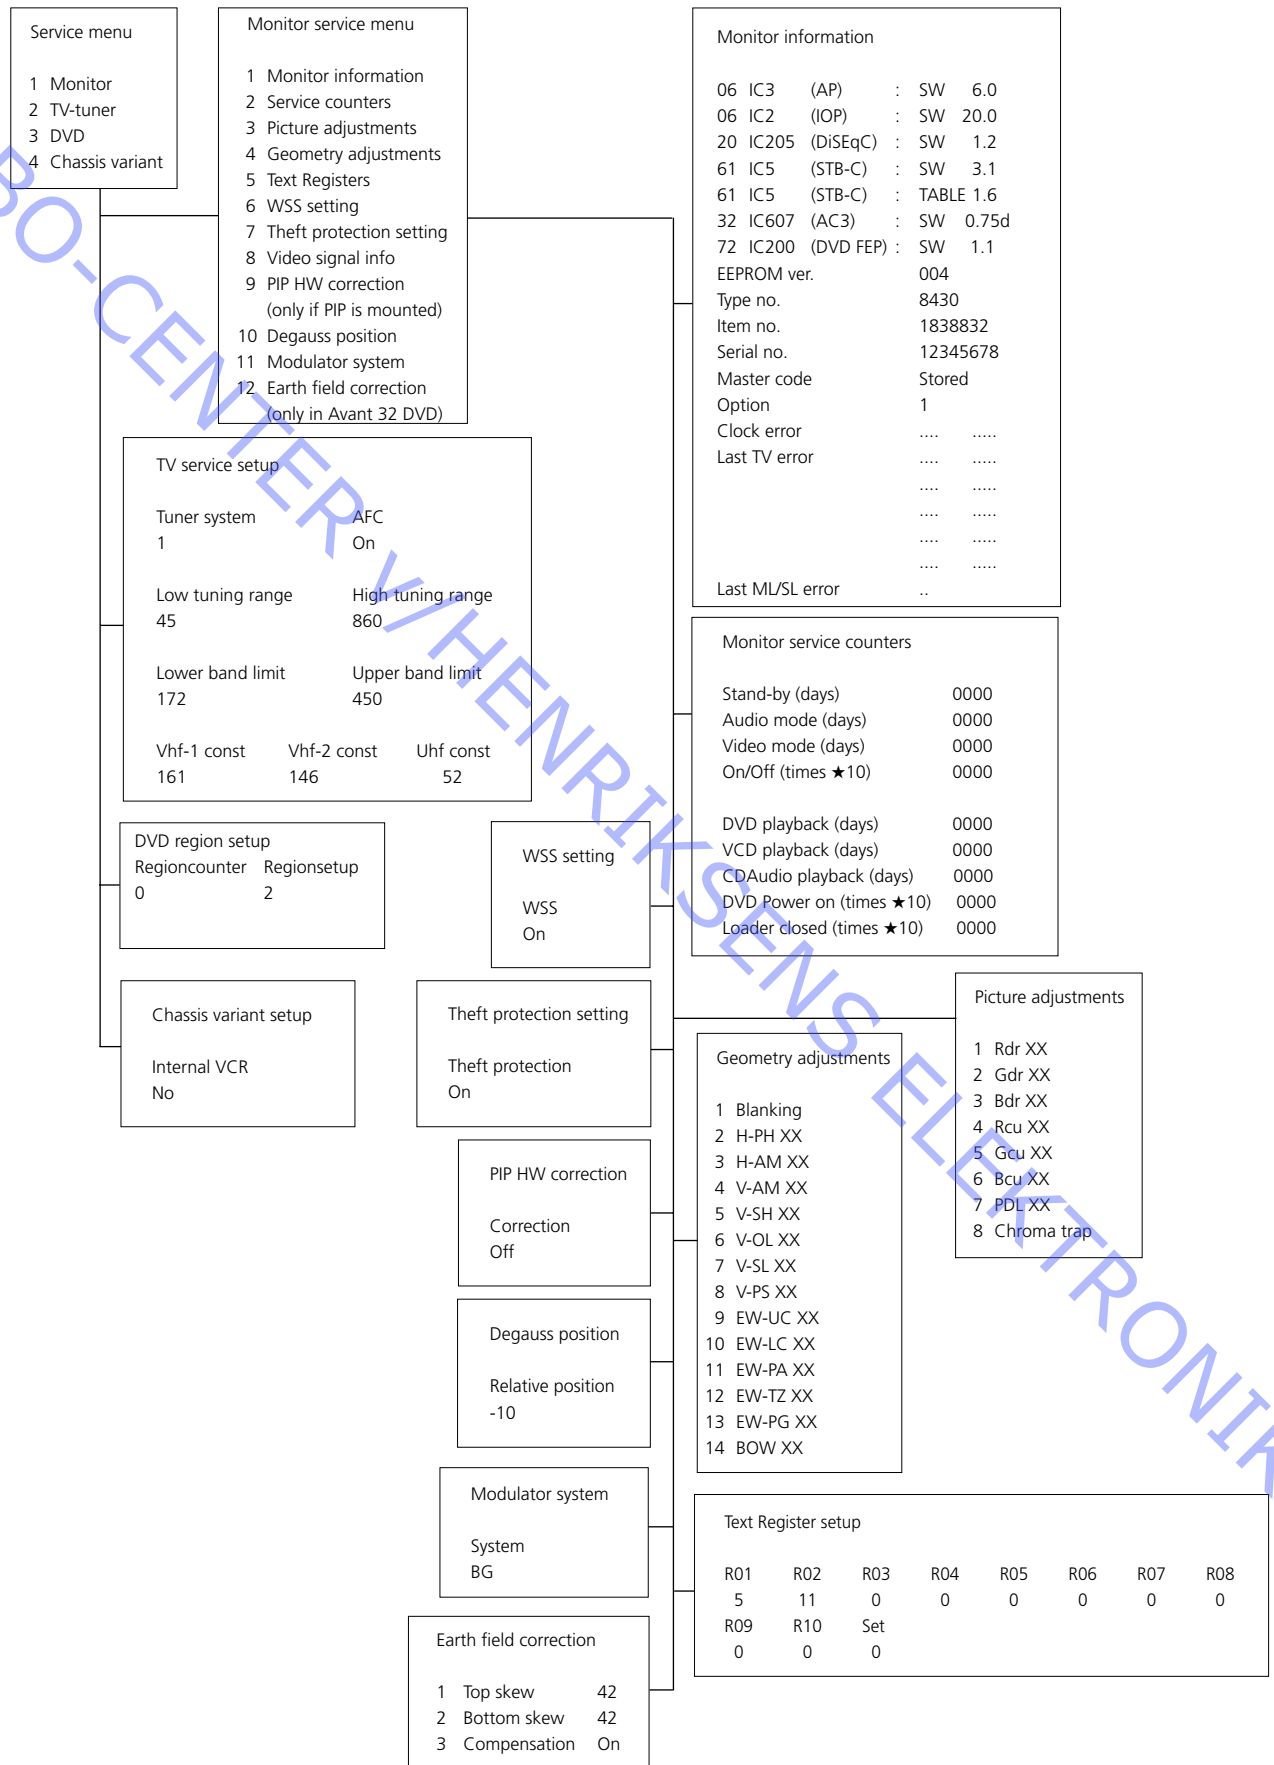 Service menu
1 Monitor
2 TV-tuner
3 DVD
4 Chassis variant
Monitor service menu
1 Monitor information
2 Service counters
3 Picture adjustments
4 Geometry adjustments
5 Text Registers
6 WSS setting
7 Theft protection setting
8 Video signal info
9 PIP HW correction
(only if PIP is mounted)
10 Degauss position
11 Modulator system
12 Earth field correction
(only in Avant 32 DVD)
Monitor information
06 IC3 (AP) : SW 6.0
06 IC2 (IOP) : SW 20.0
20 IC205 (DiSEqC) : SW 1.2
61 IC5 (STB-C) : SW 3.1
61 IC5 (STB-C) : TABLE 1.6
32 IC607 (AC3) : SW 0.75d
72 IC200 (DVD FEP) : SW 1.1
EEPROM ver. 004
Type no. 8430
Item no. 1838832
Serial no. 12345678
Master code Stored
Option 1
Clock error .... .....
Last TV error .... .....
.... .....
.... .....
.... .....
.... .....
Last ML/SL error ..
TV service setup
Tuner system AFC
1 On
Low tuning range High tuning range
45 860
Lower band limit Upper band limit
172 450
Vhf-1 const Vhf-2 const Uhf const
161 146 52
Monitor service counters
Stand-by (days) 0000
Audio mode (days) 0000
Video mode (days) 0000
On/Off (times ★10) 0000
DVD playback (days) 0000
VCD playback (days) 0000
CDAudio playback (days) 0000
DVD Power on (times ★10) 0000
Loader closed (times ★10) 0000
DVD region setup
Regioncounter Regionsetup
0 2
WSS setting
WSS
On
Chassis variant setup
Internal VCR
No
Theft protection setting
Theft protection
On
Picture adjustments
1 Rdr XX
2 Gdr XX
3 Bdr XX
4 Rcu XX
5 Gcu XX
6 Bcu XX
7 PDL XX
8 Chroma trap
Geometry adjustments
1 Blanking
2 H-PH XX
3 H-AM XX
4 V-AM XX
5 V-SH XX
6 V-OL XX
7 V-SL XX
8 V-PS XX
9 EW-UC XX
10 EW-LC XX
11 EW-PA XX
12 EW-TZ XX
13 EW-PG XX
14 BOW XX
PIP HW correction
Correction
Off
Degauss position
Relative position
-10
Modulator system
System
BG
Text Register setup
R01 R02 R03 R04 R05 R06 R07 R08
5 11 0 0 0 0 0 0
R09 R10 Set
0 0 0
Earth field correction
1 Top skew 42
2 Bottom skew 42
3 Compensation On
BO-CENTER v/HENRIKSENS ELEKTRONIK